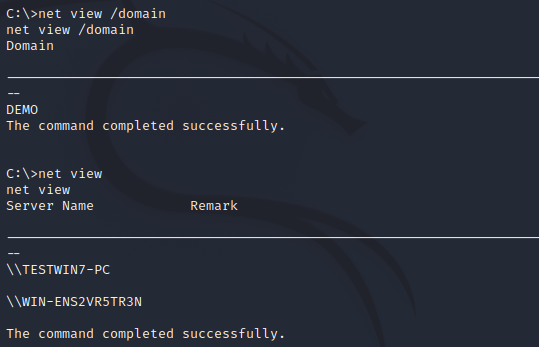 C:\>net view /domain
net view /domain
Domain
--------------------------------------------------------------------------------
--
DEMO
The command completed successfully.
C:\>net view
net view
Server Name            Remark
--------------------------------------------------------------------------------
--
\\TESTWIN7-PC
\\WIN-ENS2VR5TR3N
The command completed successfully.